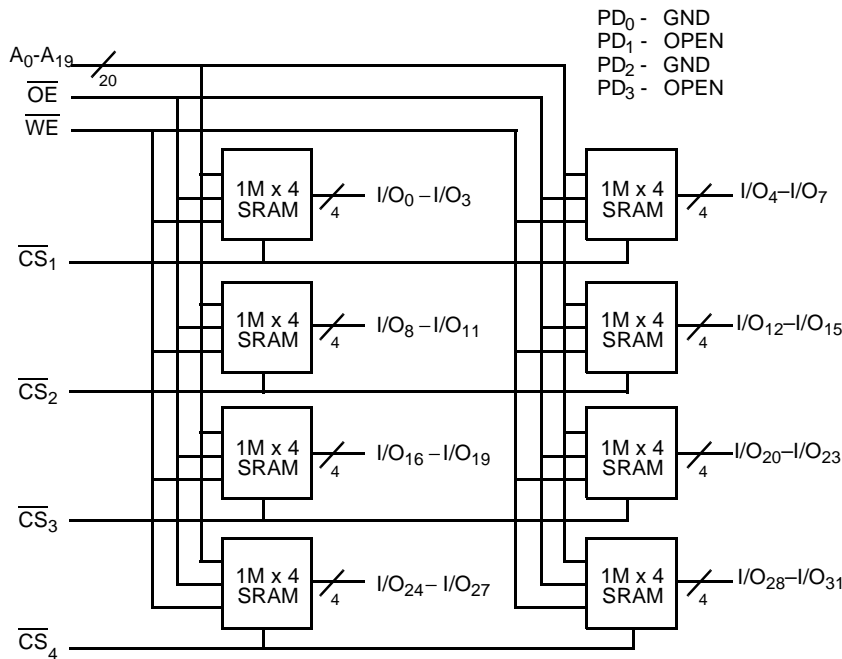 PD0 - GND
PD1 - OPEN
PD2 - GND
PD3 - OPEN
A0-A19
20
OE
WE
1M x 4
SRAM
4
I/O0 – I/O3
1M x 4
SRAM
4
I/O4–I/O7
CS1
1M x 4
SRAM
4
I/O8 – I/O11
1M x 4
SRAM
4
I/O12–I/O15
CS2
1M x 4
SRAM
4
I/O16 – I/O19
1M x 4
SRAM
4
I/O20–I/O23
CS3
1M x 4
SRAM
4
I/O24 – I/O27
1M x 4
SRAM
4
I/O28–I/O31
CS4